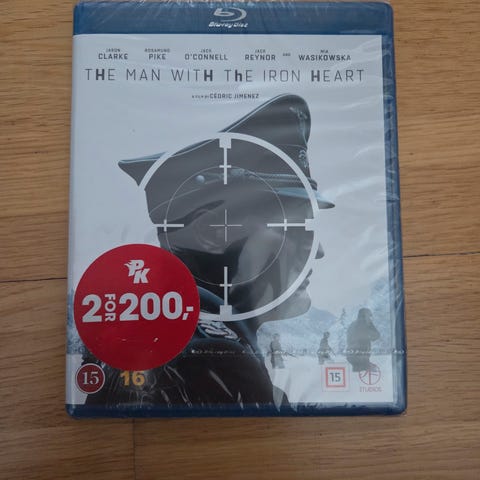 Blu-ray Disc
JASON CLARKE ROSAMUND PIKE JACK O'CONNELL JACK REYNOR AND MIA WASIKOWSKA
THE MAN WITH ThE IRON HEART
A FILM BY CÉDRIC JIMENEZ
PK
2 FOR 200,-
15
16
15
SF
STUDIOS